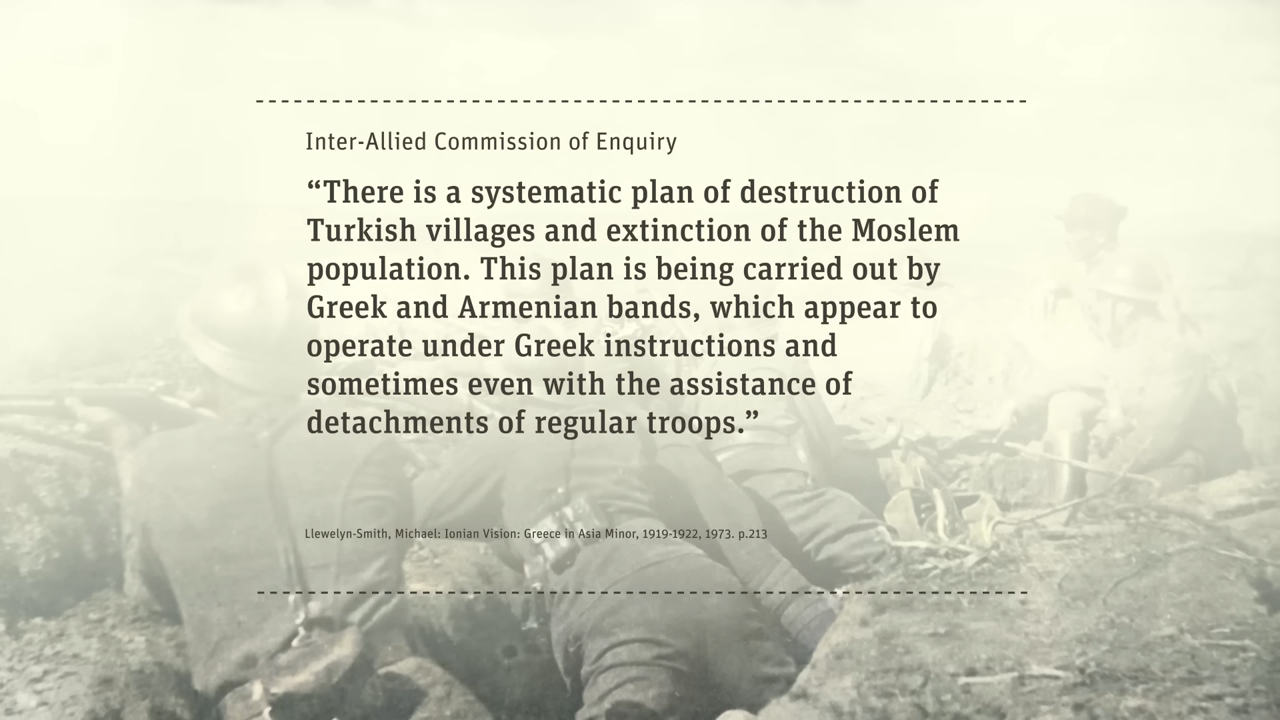 Inter-Allied Commission of Enquiry
“There is a systematic plan of destruction of
Turkish villages and extinction of the Moslem
population. This plan is being carried out by
Greek and Armenian bands, which appear to
operate under Greek instructions and
sometimes even with the assistance of
detachments of regular troops.”
Llewelyn-Smith, Michael: Ionian Vision: Greece in Asia Minor, 1919-1922, 1973. p.213